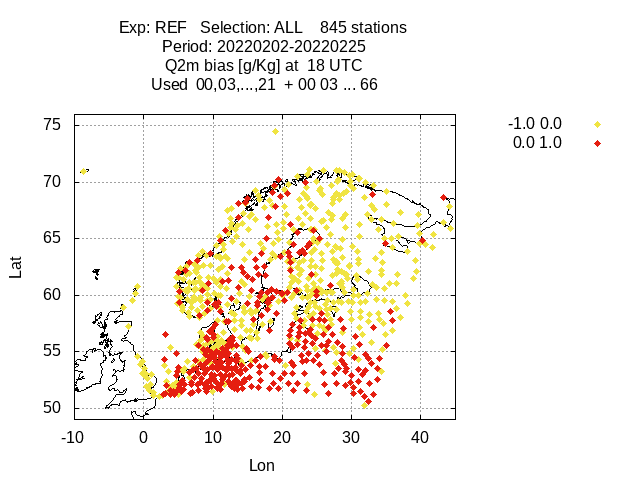 Exp: REF Selection: ALL 845 stations
Period: 20220202-20220225
Q2m bias [g/Kg] at 18 UTC
Used 00,03,...,21 + 00 03 ... 66
-1.0 0.0
0.0 1.0
75
70
65
60
55
50
Lat
-10 0 10 20 30 40
Lon